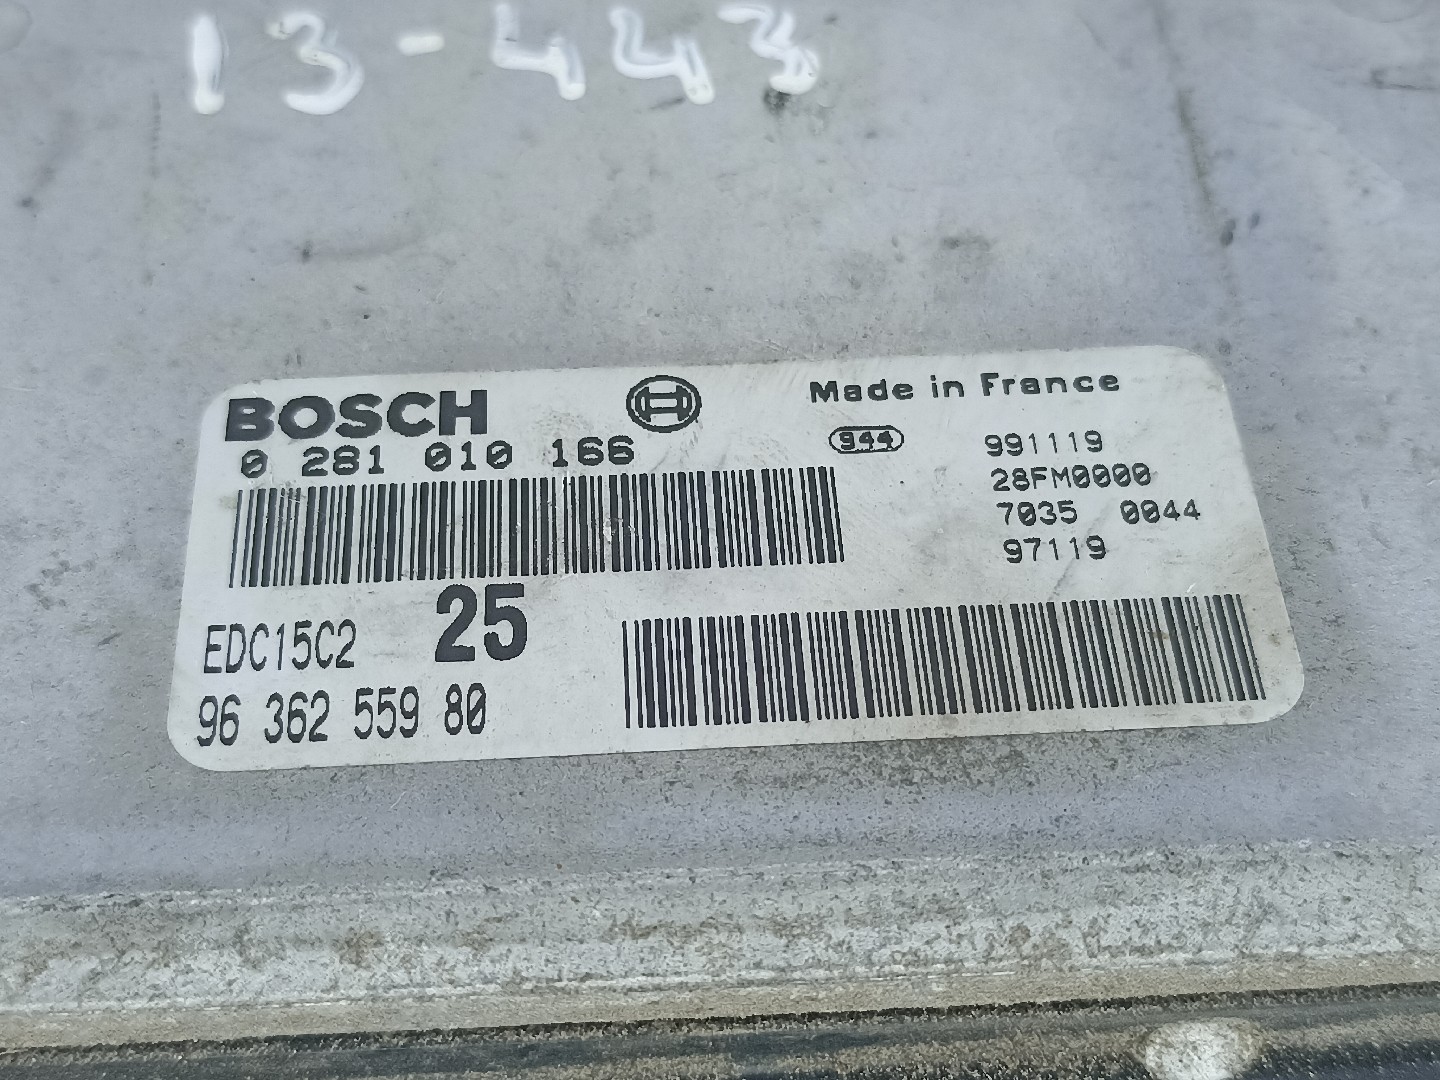 13-443
BOSCH
Made in France
0 281 010 166
944
991119
28FM0000
7035 0044
97119
EDC15C2
25
96 362 559 80